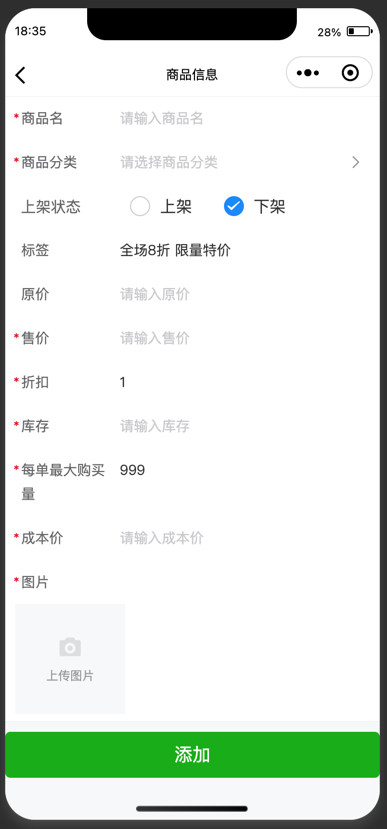 18:35
28%
商品信息
*商品名 请输入商品名
*商品分类 请选择商品分类
上架状态 上架 下架
标签 全场8折 限量特价
原价 请输入原价
*售价 请输入售价
*折扣 1
*库存 请输入库存
*每单最大购买 999
量
*成本价 请输入成本价
*图片
上传图片
添加